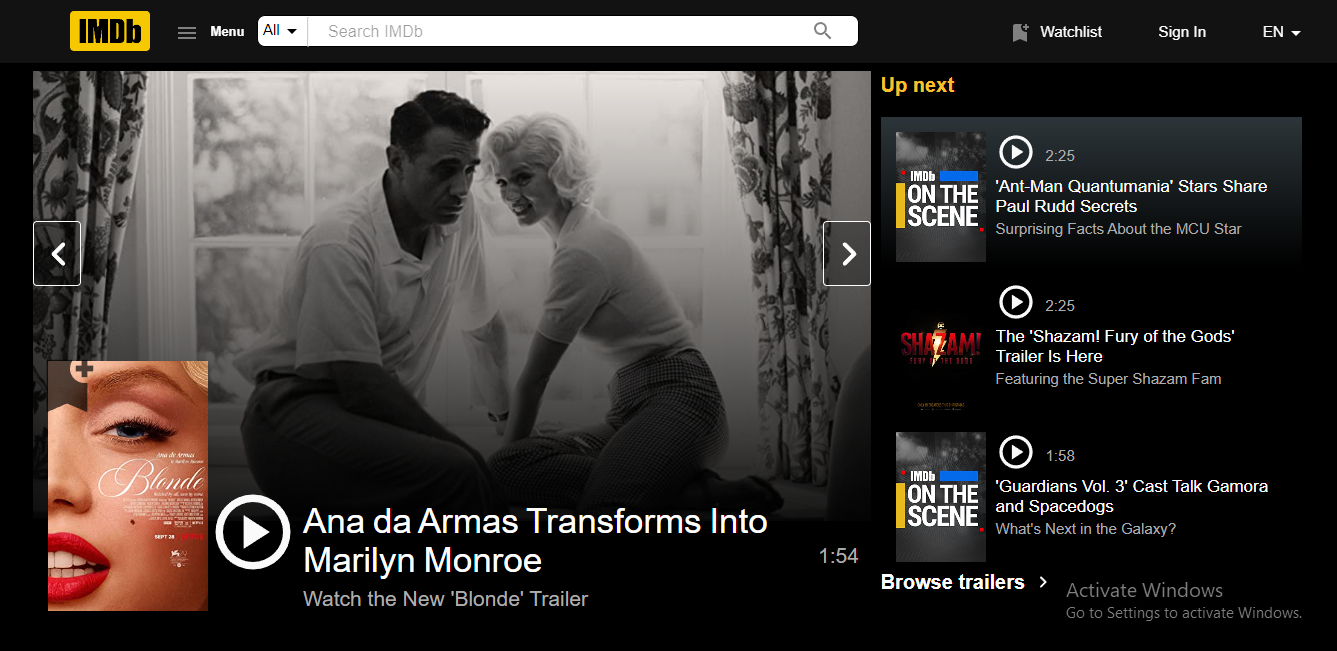 IMDb
Menu
All
Search IMDb
Watchlist
Sign In
EN
Up next
IMDb
ON THE
SCENE
2:25
'Ant-Man Quantumania' Stars Share
Paul Rudd Secrets
Surprising Facts About the MCU Star
SHAZAM!
FURY OF THE GODS
2:25
The 'Shazam! Fury of the Gods'
Trailer Is Here
Featuring the Super Shazam Fam
IMDb
ON THE
SCENE
1:58
'Guardians Vol. 3' Cast Talk Gamora
and Spacedogs
What's Next in the Galaxy?
Ana de Armas
Blonde
SEPT 28
Ana da Armas Transforms Into
Marilyn Monroe
1:54
Watch the New 'Blonde' Trailer
Browse trailers
Activate Windows
Go to Settings to activate Windows.